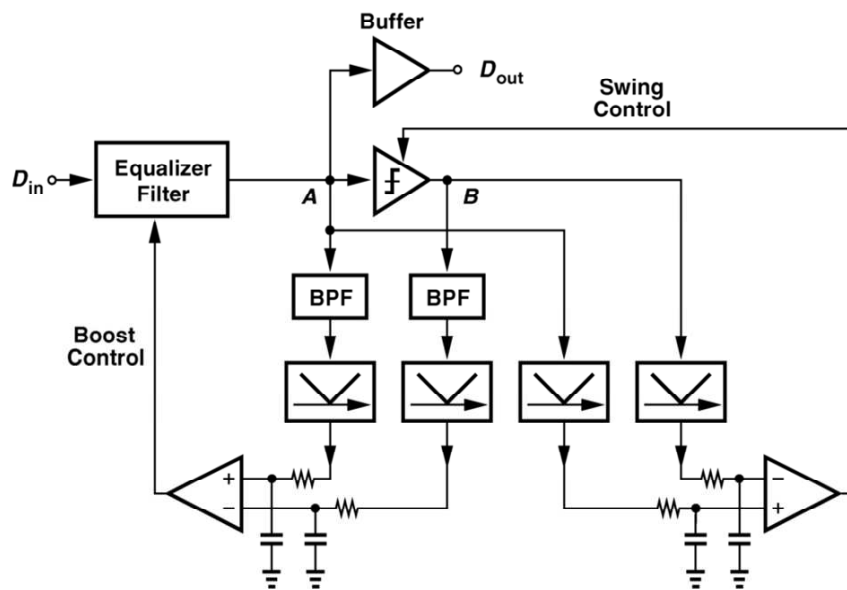 Buffer
Dout
Swing
Control
Din
Equalizer
Filter
A
B
BPF
BPF
Boost
Control
+
−
−
+